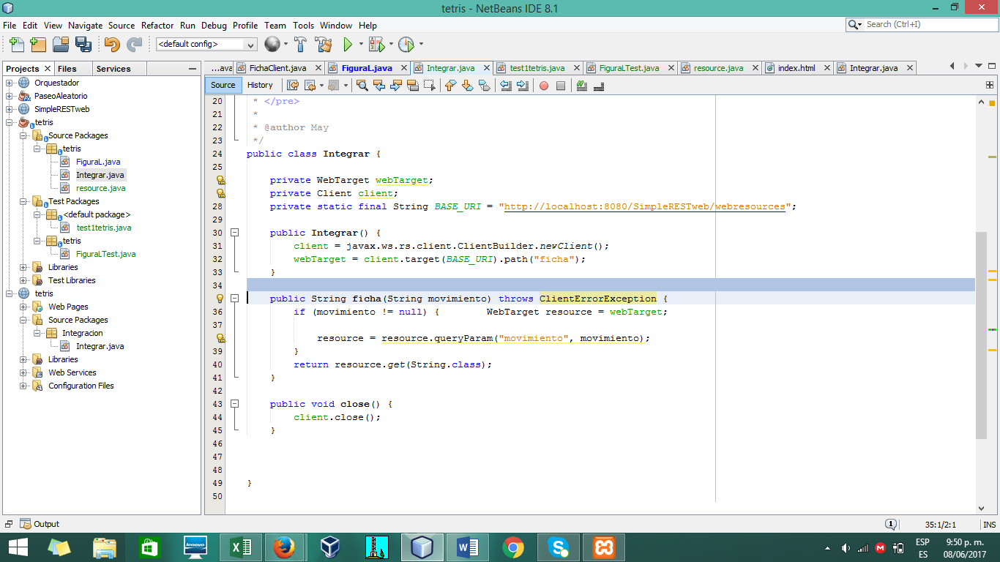 tetris - NetBeans IDE 8.1
File Edit View Navigate Source Refactor Run Debug Profile Team Tools Window Help
Search (Ctrl+I)
<default config>
Projects Files Services
...ava FichaClient.java FiguraL.java Integrar.java test1tetris.java FiguraLTest.java resource.java index.html Integrar.java
Source History
Orquestador
PaseoAleatorio
SimpleRESTweb
tetris
Source Packages
tetris
FiguraL.java
Integrar.java
resource.java
Test Packages
<default package>
test1tetris.java
tetris
FiguraLTest.java
Libraries
Test Libraries
tetris
Web Pages
Source Packages
Integracion
Integrar.java
Libraries
Web Services
Configuration Files
20 * </pre>
21 *
22 * @author May
23 */
24 public class Integrar {
25
private WebTarget webTarget;
private Client client;
28 private static final String BASE_URI = "http://localhost:8080/SimpleRESTweb/webresources";
29
30 public Integrar() {
31 client = javax.ws.rs.client.ClientBuilder.newClient();
32 webTarget = client.target(BASE_URI).path("ficha");
33 }
34
public String ficha(String movimiento) throws ClientErrorException {
36 if (movimiento != null) { WebTarget resource = webTarget;
37
resource = resource.queryParam("movimiento", movimiento);
39 }
40 return resource.get(String.class);
41 }
42
43 public void close() {
44 client.close();
45 }
46
47
48
49 }
50
Output
1 35:1/2:1 INS
lenovo
ESP 9:50 p. m.
ES 08/06/2017